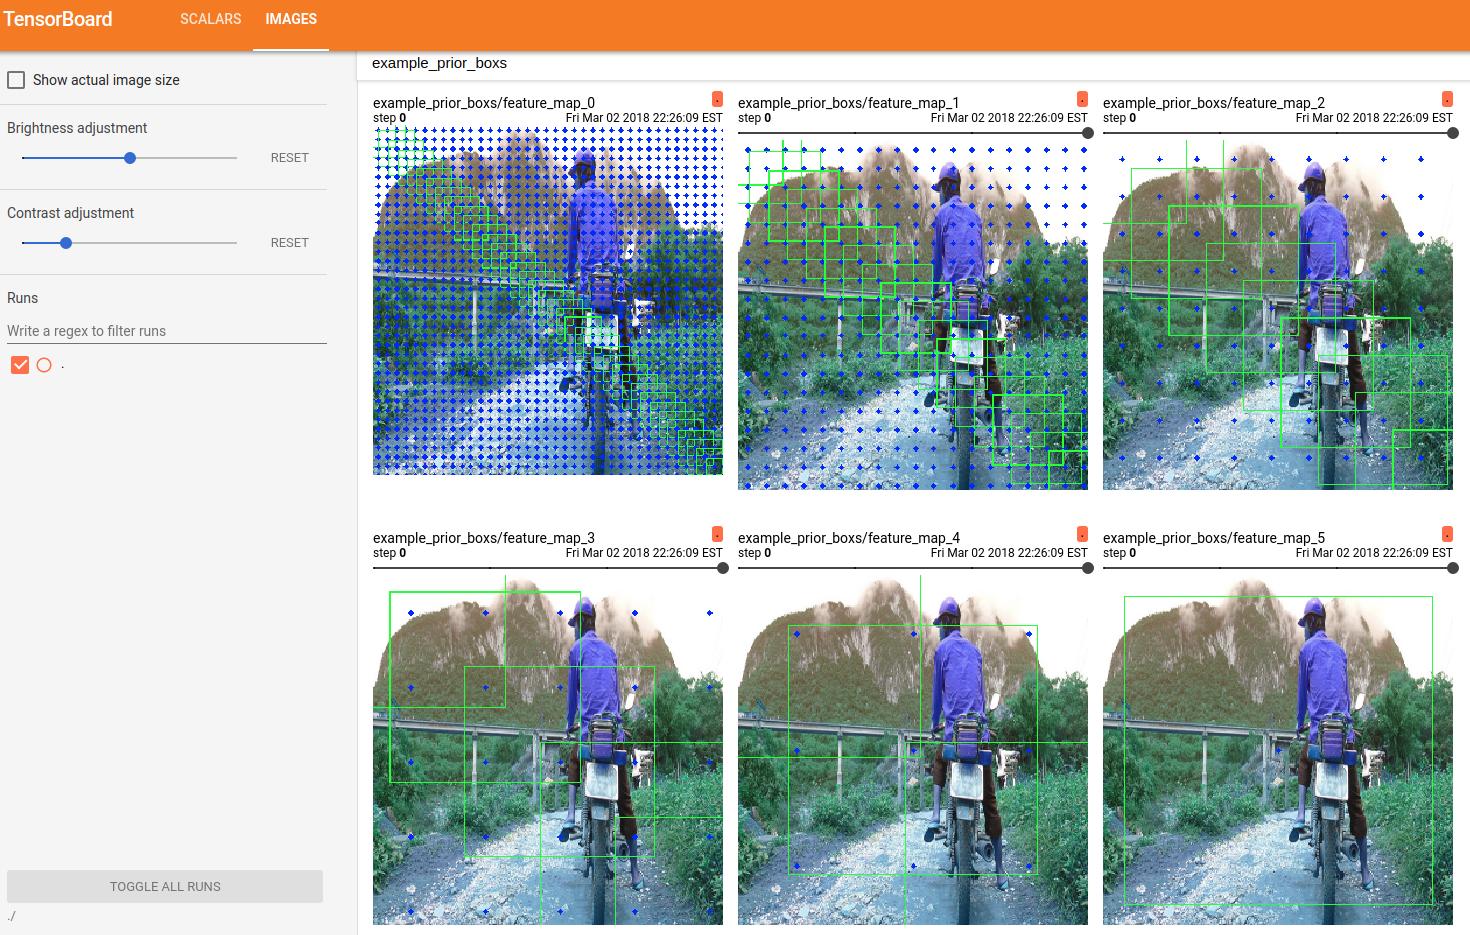 TensorBoard SCALARS IMAGES
Show actual image size
Brightness adjustment
RESET
Contrast adjustment
RESET
Runs
Write a regex to filter runs
.
TOGGLE ALL RUNS
./
example_prior_boxs
example_prior_boxs/feature_map_0 .
step 0 Fri Mar 02 2018 22:26:09 EST
example_prior_boxs/feature_map_1 .
step 0 Fri Mar 02 2018 22:26:09 EST
example_prior_boxs/feature_map_2 .
step 0 Fri Mar 02 2018 22:26:09 EST
example_prior_boxs/feature_map_3 .
step 0 Fri Mar 02 2018 22:26:09 EST
example_prior_boxs/feature_map_4 .
step 0 Fri Mar 02 2018 22:26:09 EST
example_prior_boxs/feature_map_5 .
step 0 Fri Mar 02 2018 22:26:09 EST